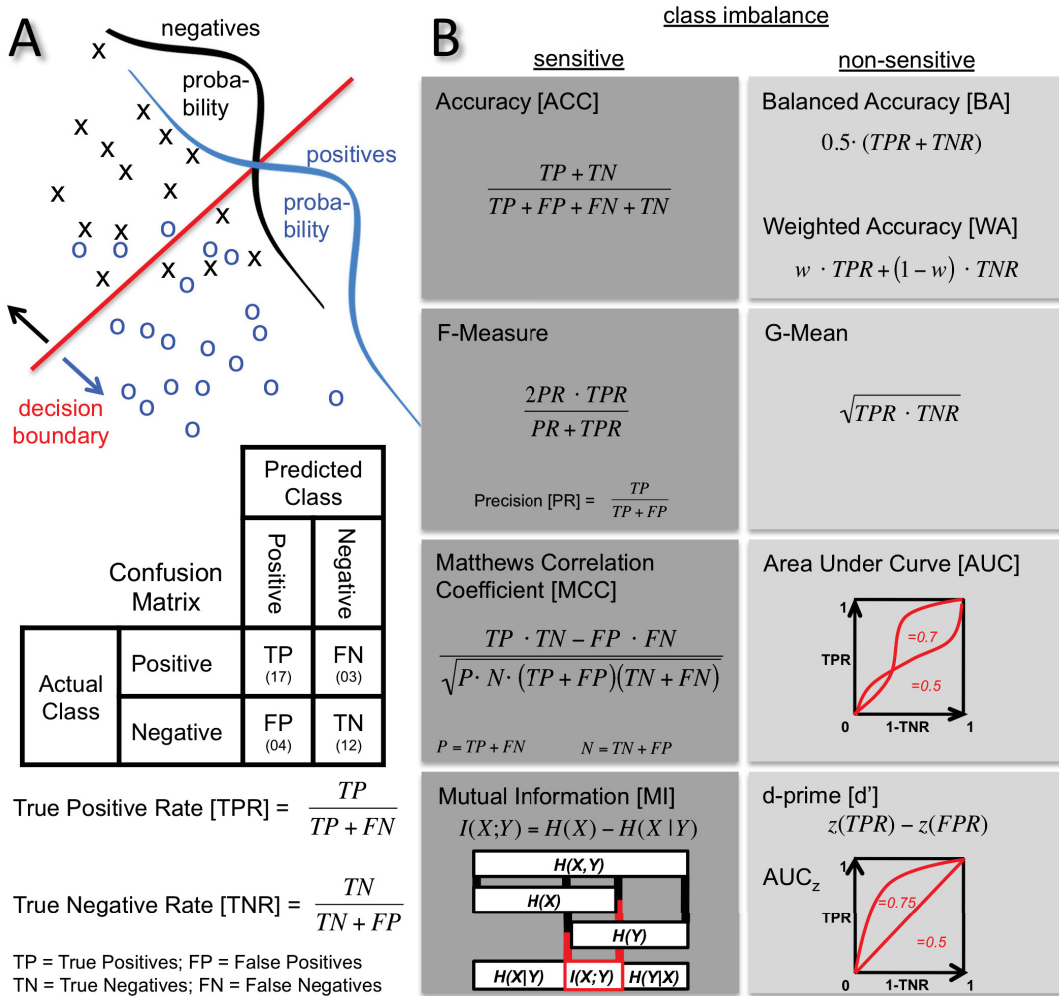 A
negatives
proba-
bility
positives
proba-
bility
decision
boundary
Predicted
Class
Positive
Negative
Confusion
Matrix
Actual
Class
Positive
TP
(17)
FN
(03)
Negative
FP
(04)
TN
(12)
True Positive Rate [TPR] = TP / TP + FN
True Negative Rate [TNR] = TN / TN + FP
TP = True Positives; FP = False Positives
TN = True Negatives; FN = False Negatives
B
class imbalance
sensitive
non-sensitive
Accuracy [ACC]
TP + TN
TP + FP + FN + TN
Balanced Accuracy [BA]
0.5· (TPR + TNR)
Weighted Accuracy [WA]
w · TPR + (1 − w) · TNR
F-Measure
2PR · TPR
PR + TPR
Precision [PR] = TP / TP + FP
G-Mean
√TPR · TNR
Matthews Correlation
Coefficient [MCC]
TP · TN − FP · FN
√P · N · (TP + FP)(TN + FN)
P = TP + FN
N = TN + FP
Area Under Curve [AUC]
1
TPR
=0.7
=0.5
0
1-TNR
1
Mutual Information [MI]
I(X;Y) = H(X) − H(X | Y)
H(X,Y)
H(X)
H(Y)
H(X|Y)
I(X;Y)
H(Y|X)
d-prime [d']
z(TPR) − z(FPR)
AUCz
1
TPR
=0.75
=0.5
0
1-TNR
1